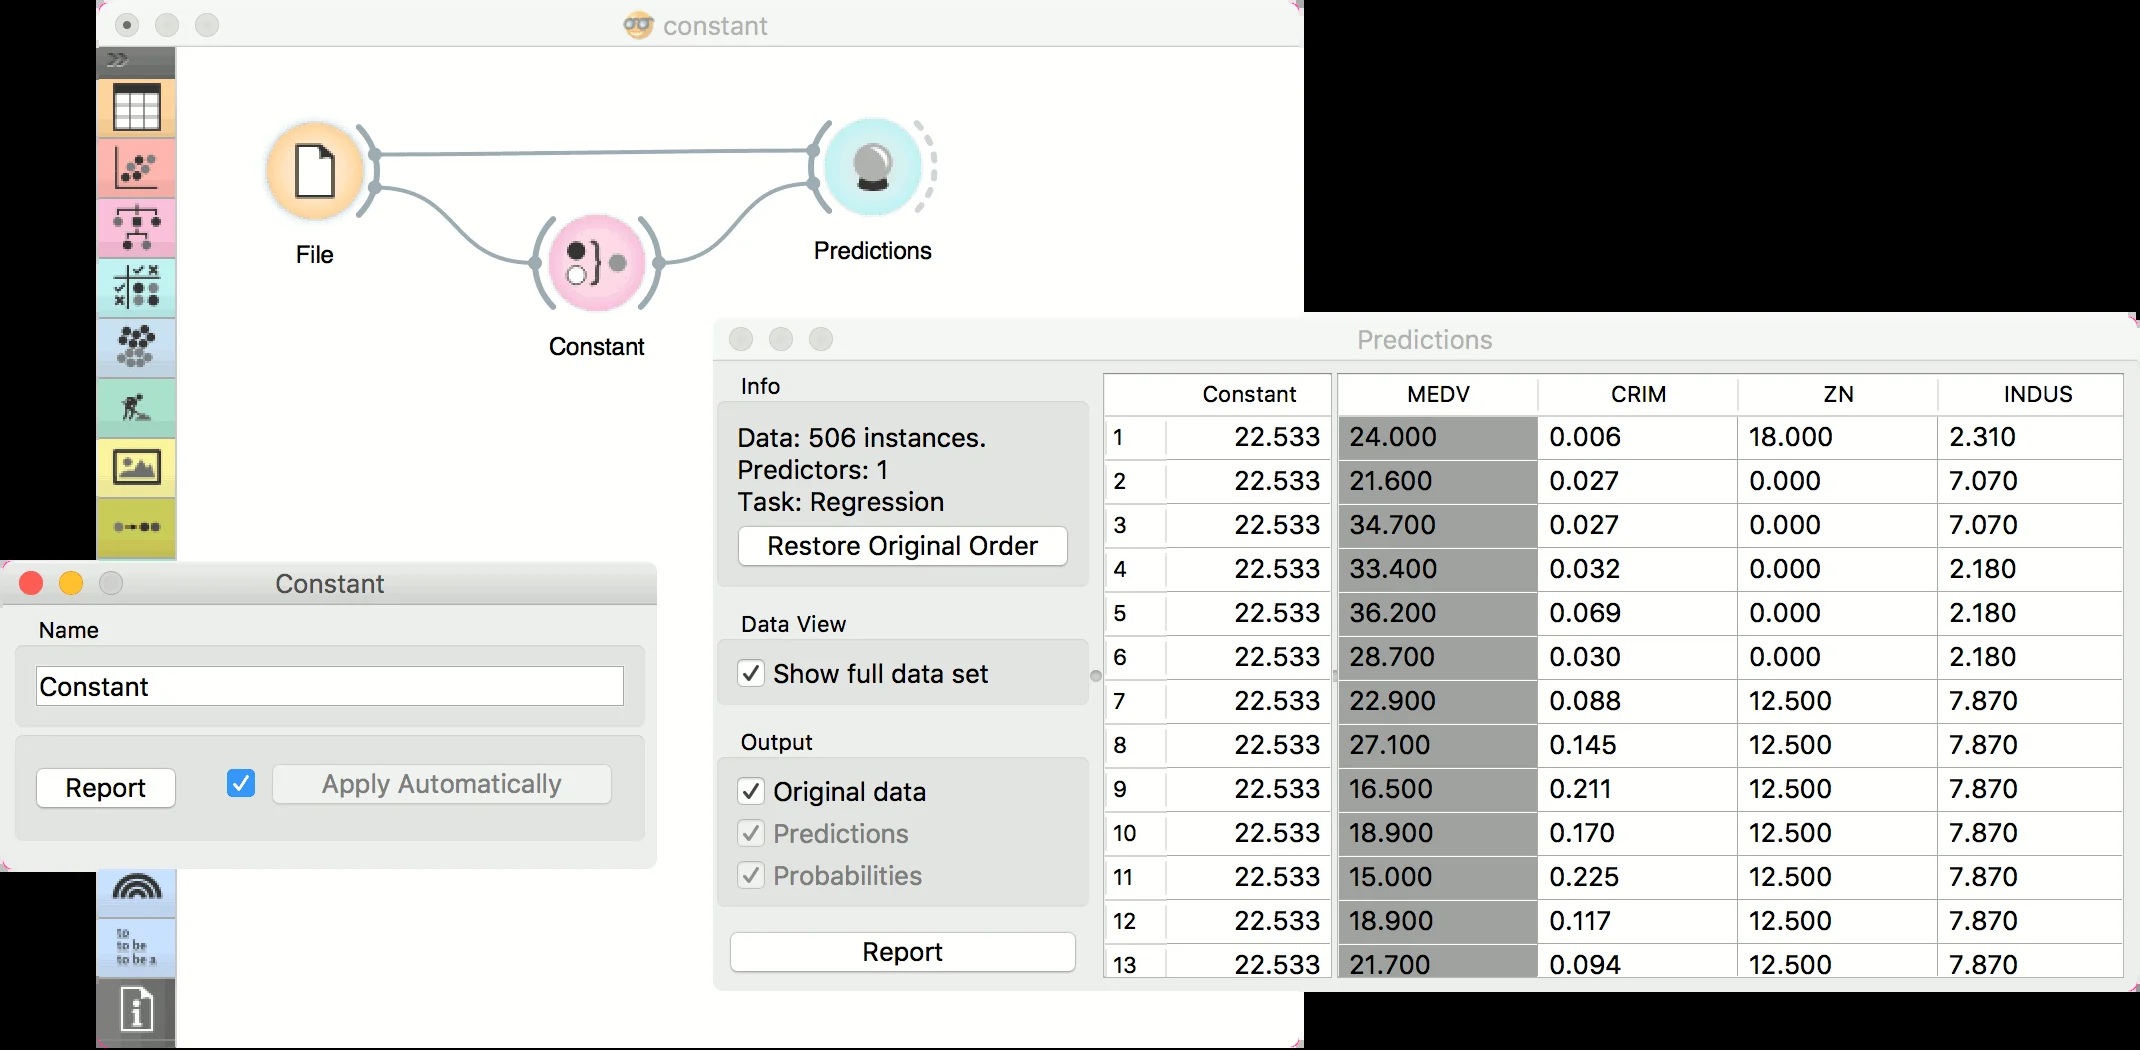 constant
File
Constant
Predictions
to
to be
to be a
Constant
Name
Constant
Report
Apply Automatically
Predictions
Info
Data: 506 instances.
Predictors: 1
Task: Regression
Restore Original Order
Data View
Show full data set
Output
Original data
Predictions
Probabilities
Report
Constant MEDV CRIM ZN INDUS
1 22.533 24.000 0.006 18.000 2.310
2 22.533 21.600 0.027 0.000 7.070
3 22.533 34.700 0.027 0.000 7.070
4 22.533 33.400 0.032 0.000 2.180
5 22.533 36.200 0.069 0.000 2.180
6 22.533 28.700 0.030 0.000 2.180
7 22.533 22.900 0.088 12.500 7.870
8 22.533 27.100 0.145 12.500 7.870
9 22.533 16.500 0.211 12.500 7.870
10 22.533 18.900 0.170 12.500 7.870
11 22.533 15.000 0.225 12.500 7.870
12 22.533 18.900 0.117 12.500 7.870
13 22.533 21.700 0.094 12.500 7.870